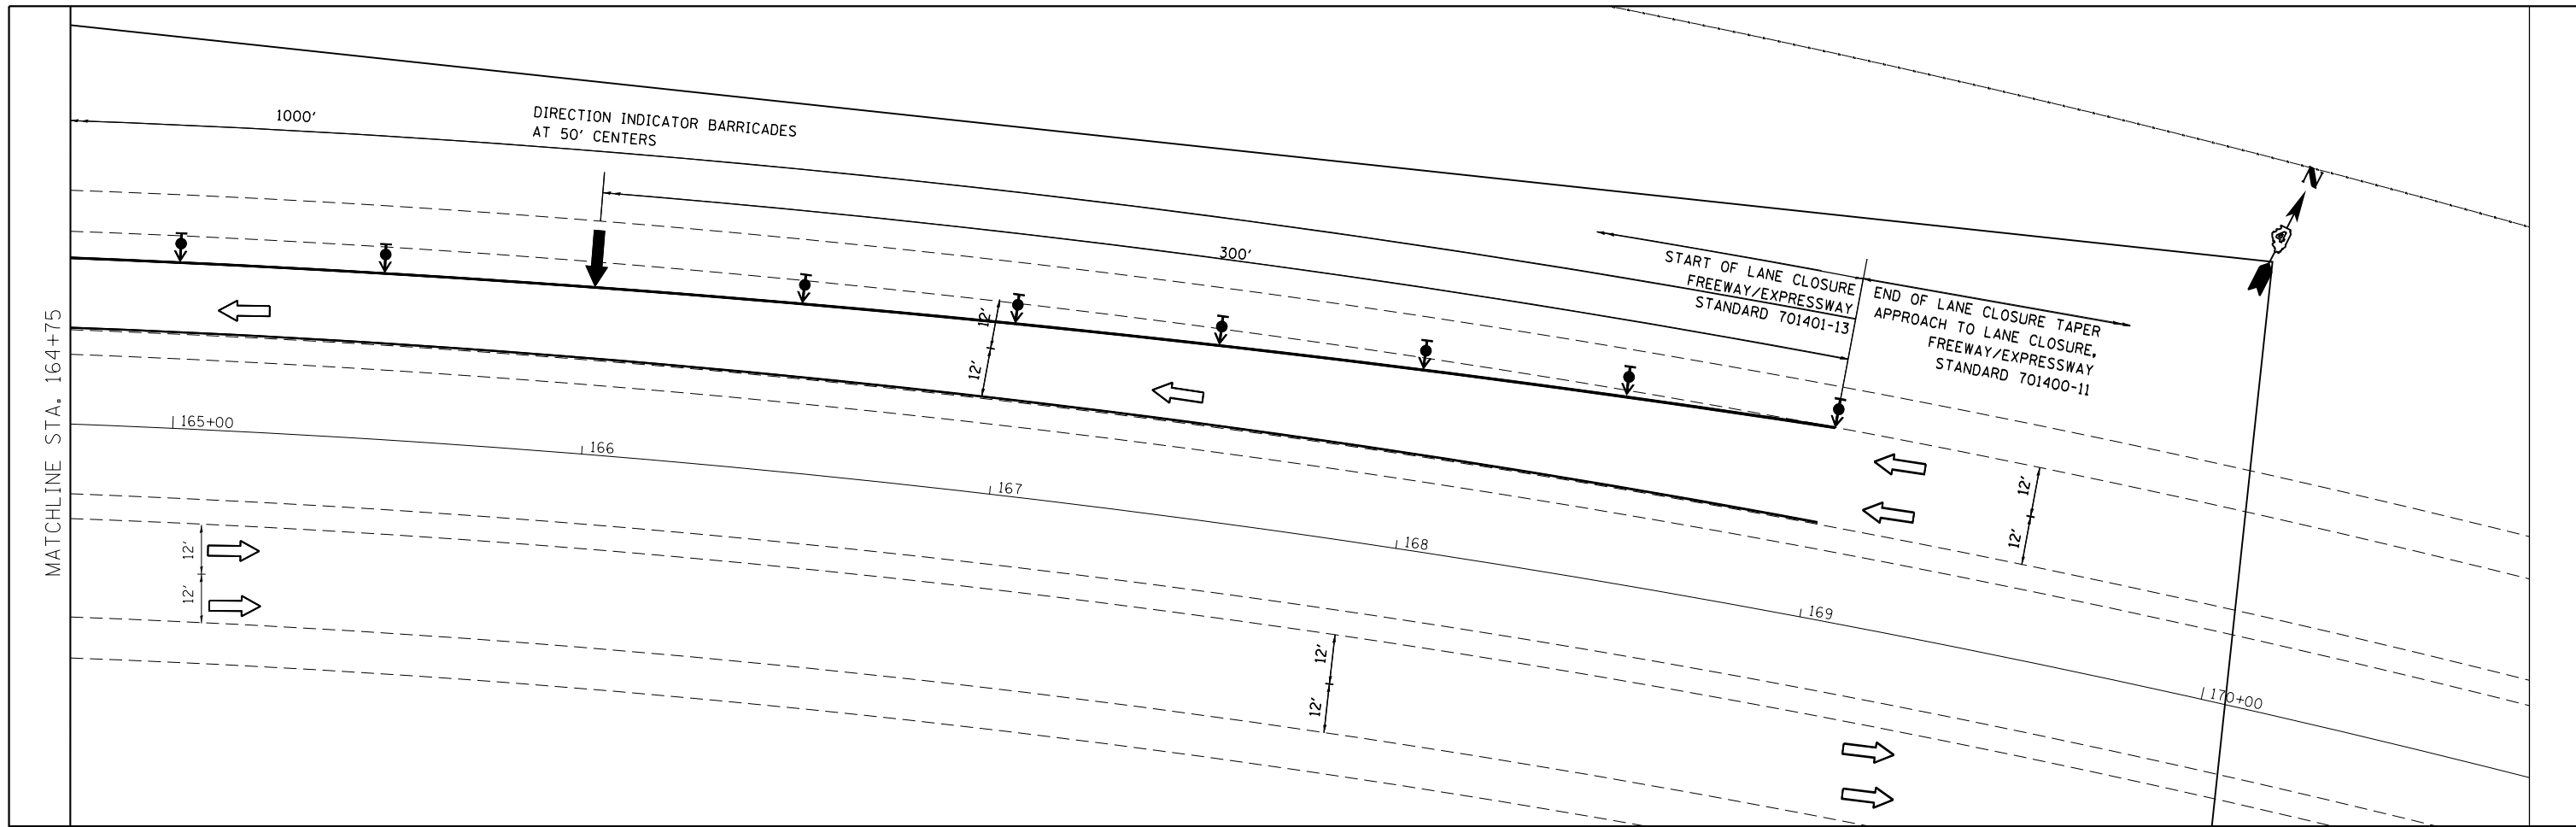 1000'
DIRECTION INDICATOR BARRICADES
AT 50' CENTERS
N
300'
START OF LANE CLOSURE
FREEWAY/EXPRESSWAY
STANDARD 701401-13
END OF LANE CLOSURE TAPER
APPROACH TO LANE CLOSURE,
FREEWAY/EXPRESSWAY
STANDARD 701400-11
MATCHLINE STA. 164+75
12'
12'
165+00
166
167
168
169
170+00
12'
12'
12'
12'
12'
12'